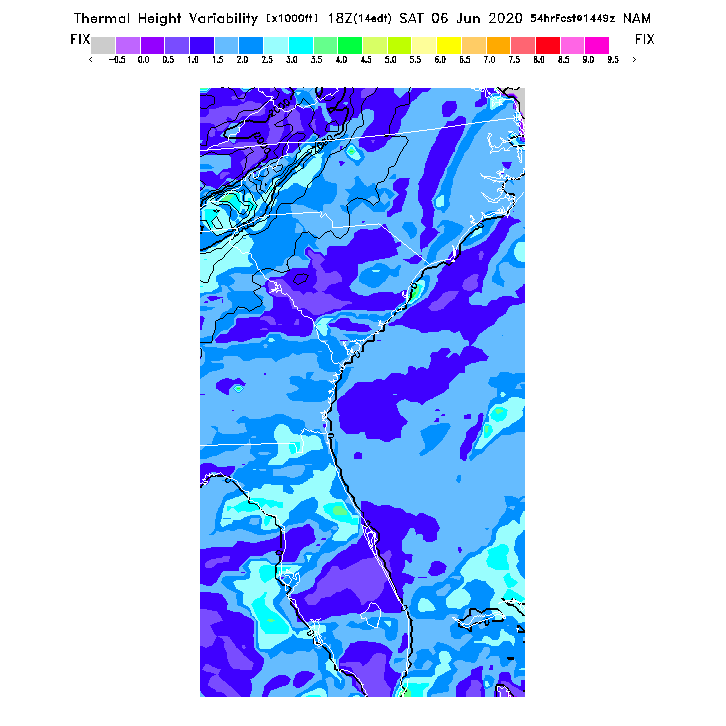 Thermal Height Variability [x1000ft] 18Z(14edt) SAT 06 Jun 2020 54hrFcst@1449z NAM
FIX FIX
< -0.5 0.0 0.5 1.0 1.5 2.0 2.5 3.0 3.5 4.0 4.5 5.0 5.5 6.0 6.5 7.0 7.5 8.0 8.5 9.0 9.5 >